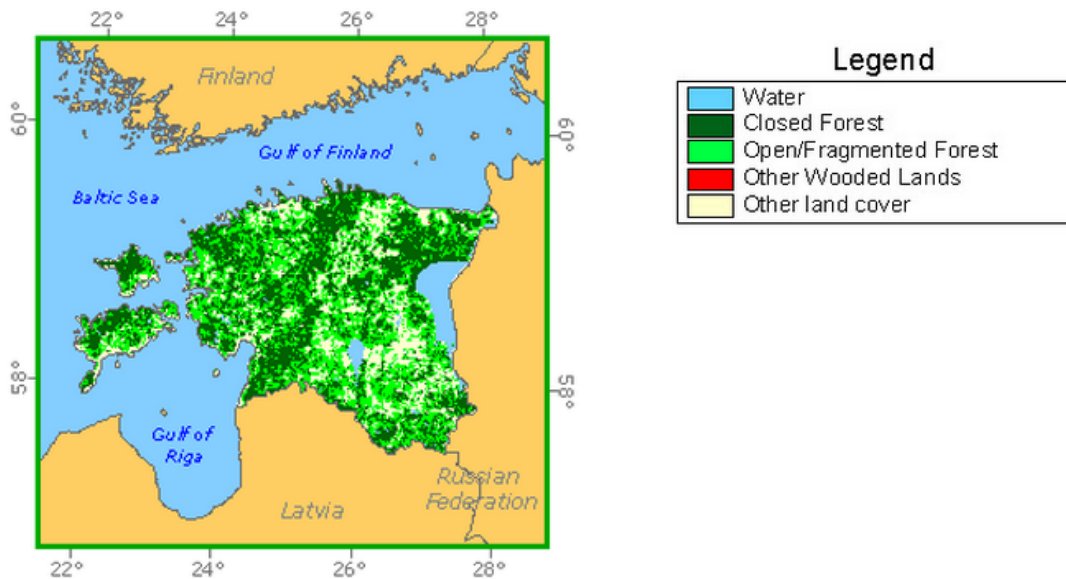 22° 24° 26° 28°
Finland
60°
60°
Gulf of Finland
Baltic Sea
58°
58°
Gulf of
Riga
Russian
Federation
Latvia
22° 24° 26° 28°
Legend
Water
Closed Forest
Open/Fragmented Forest
Other Wooded Lands
Other land cover